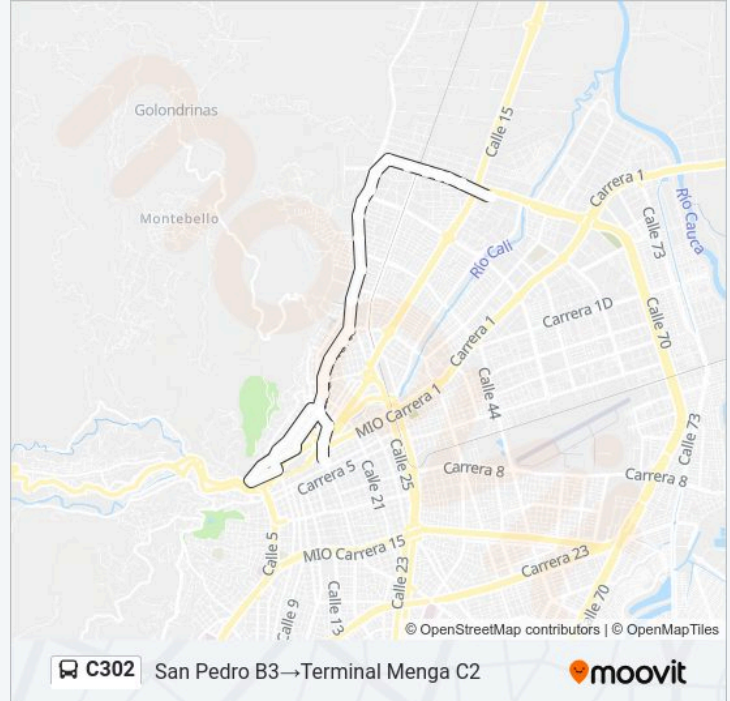 Golondrinas
Calle 15
Carrera 1
Montebello
Río Cauca
Calle 73
Río Cali
Carrera 1D
Calle 70
Carrera 1
Calle 44
MIO Carrera 1
Calle 73
Calle 25
Carrera 5
Calle 21
Carrera 8
Carrera 8
Calle 5
MIO Carrera 15
Carrera 23
Calle 23
Calle 13
Calle 9
lle 70
© OpenStreetMap contributors | © OpenMapTiles
C302 San Pedro B3→Terminal Menga C2
moovit